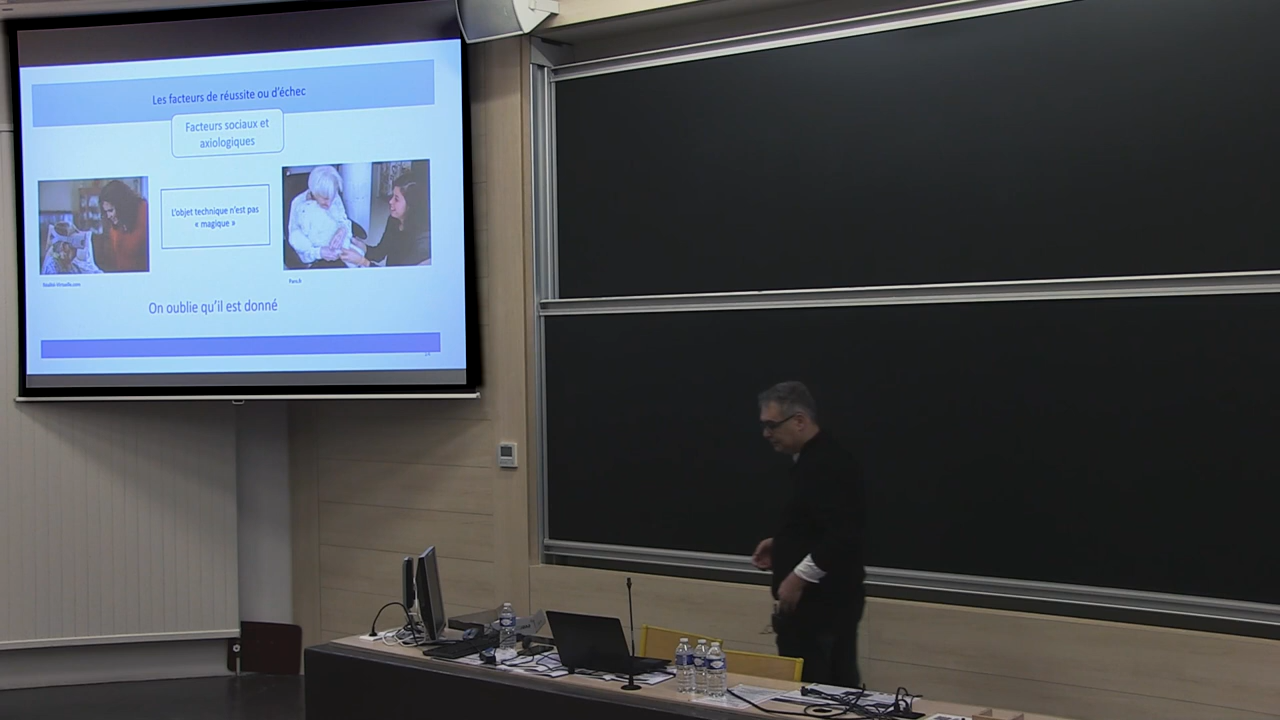 Les facteurs de réussite ou d'échec
Facteurs sociaux et
axiologiques
L'objet technique n'est pas
« magique »
On oublie qu'il est donné